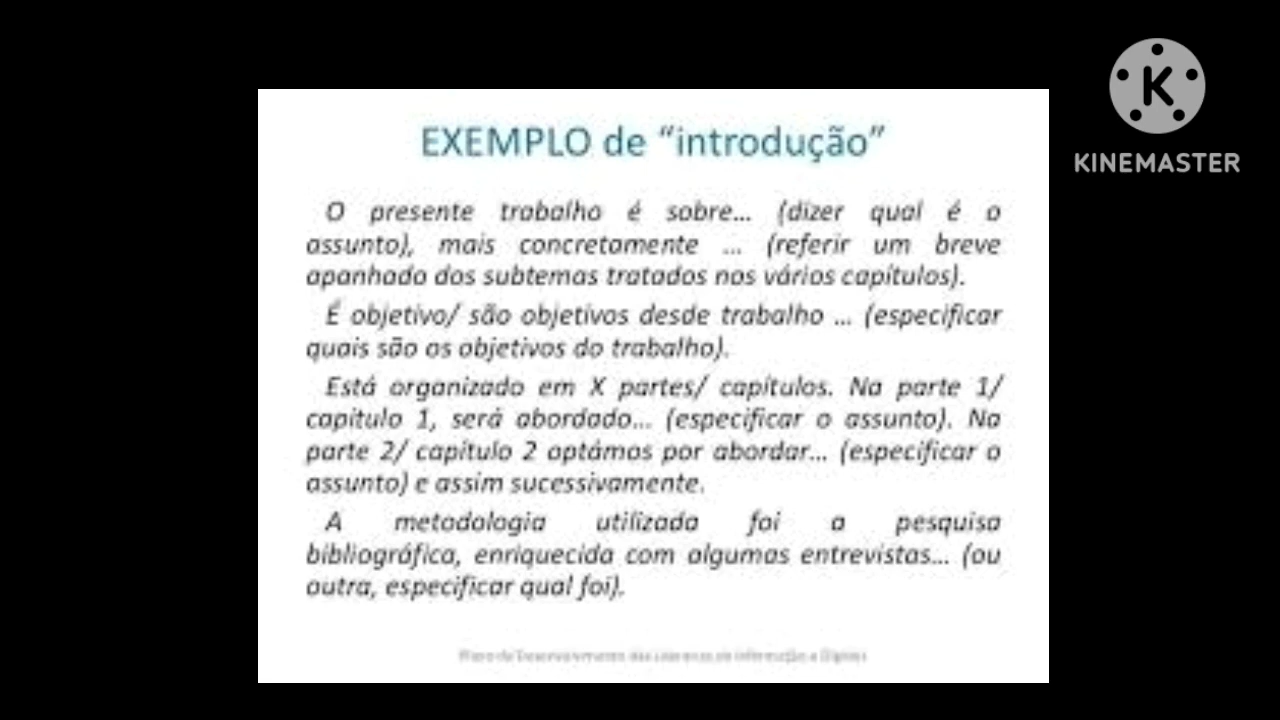 EXEMPLO de “introdução”
O presente trabalho é sobre... (dizer qual é o
assunto), mais concretamente ... (referir um breve
apanhado dos subtemas tratados nos vários capítulos).
É objetivo/ são objetivos desde trabalho ... (especificar
quais são os objetivos do trabalho).
Está organizado em X partes/ capítulos. Na parte 1/
capítulo 1, será abordado... (especificar o assunto). Na
parte 2/ capítulo 2 optámos por abordar... (especificar o
assunto) e assim sucessivamente.
A metodologia utilizada foi a pesquisa
bibliográfica, enriquecida com algumas entrevistas... (ou
outra, especificar qual foi).
K
KINEMASTER